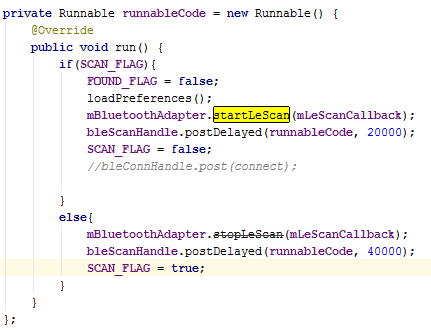 private Runnable runnableCode = new Runnable() {
@Override
public void run() {
if(SCAN_FLAG){
FOUND_FLAG = false;
loadPreferences();
mBluetoothAdapter.startLeScan(mLeScanCallback);
bleScanHandle.postDelayed(runnableCode, 20000);
SCAN_FLAG = false;
//bleConnHandle.post(connect);
}
else{
mBluetoothAdapter.stopLeScan(mLeScanCallback);
bleScanHandle.postDelayed(runnableCode, 40000);
SCAN_FLAG = true;
}
}
};